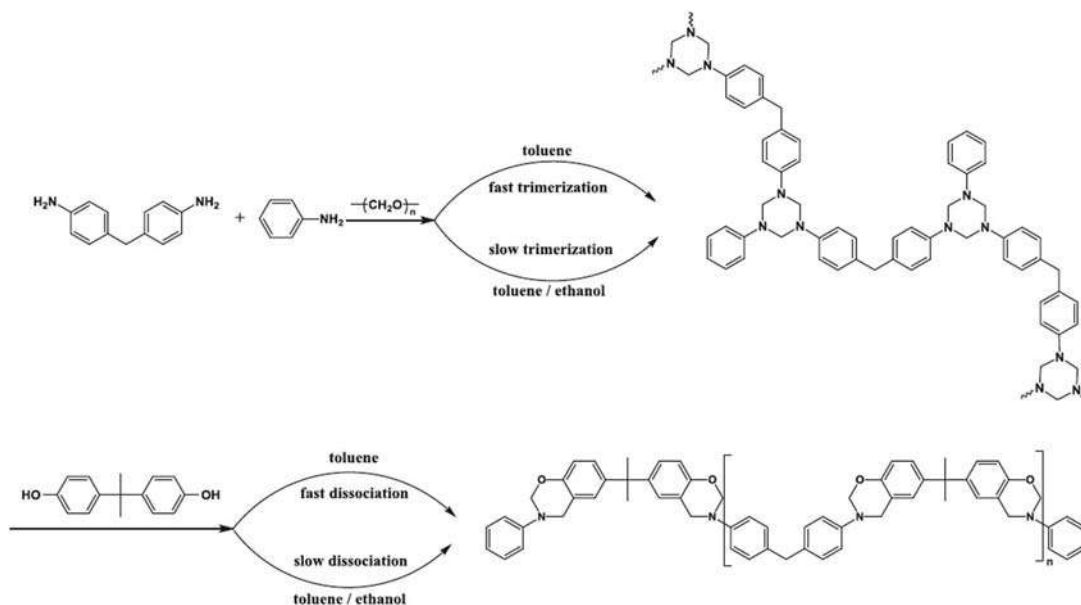 N
N
N
toluene
fast trimerization
H₂N
NH₂
+
NH₂
—(CH₂O)ₙ—
slow trimerization
toluene / ethanol
N
N
N
N
N
N
N
N
N
HO
OH
toluene
fast dissociation
slow dissociation
toluene / ethanol
O
O
O
O
N
N
N
N
n